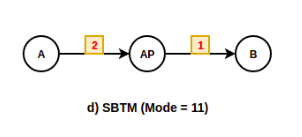 A 2 AP 1 B
d) SBTM (Mode = 11)